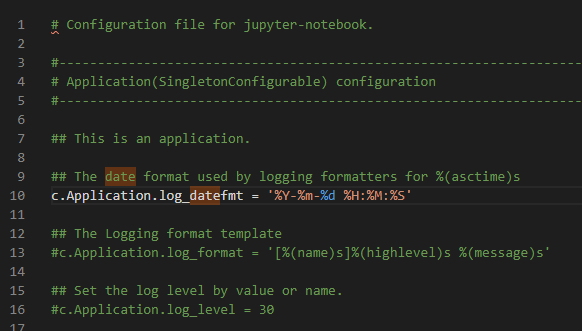 1 # Configuration file for jupyter-notebook.
2
3 #------------------------------------------------------------------
4 # Application(SingletonConfigurable) configuration
5 #------------------------------------------------------------------
6
7 ## This is an application.
8
9 ## The date format used by logging formatters for %(asctime)s
10 c.Application.log_datefmt = '%Y-%m-%d %H:%M:%S'
11
12 ## The Logging format template
13 #c.Application.log_format = '[%(name)s]%(highlevel)s %(message)s'
14
15 ## Set the log level by value or name.
16 #c.Application.log_level = 30
17